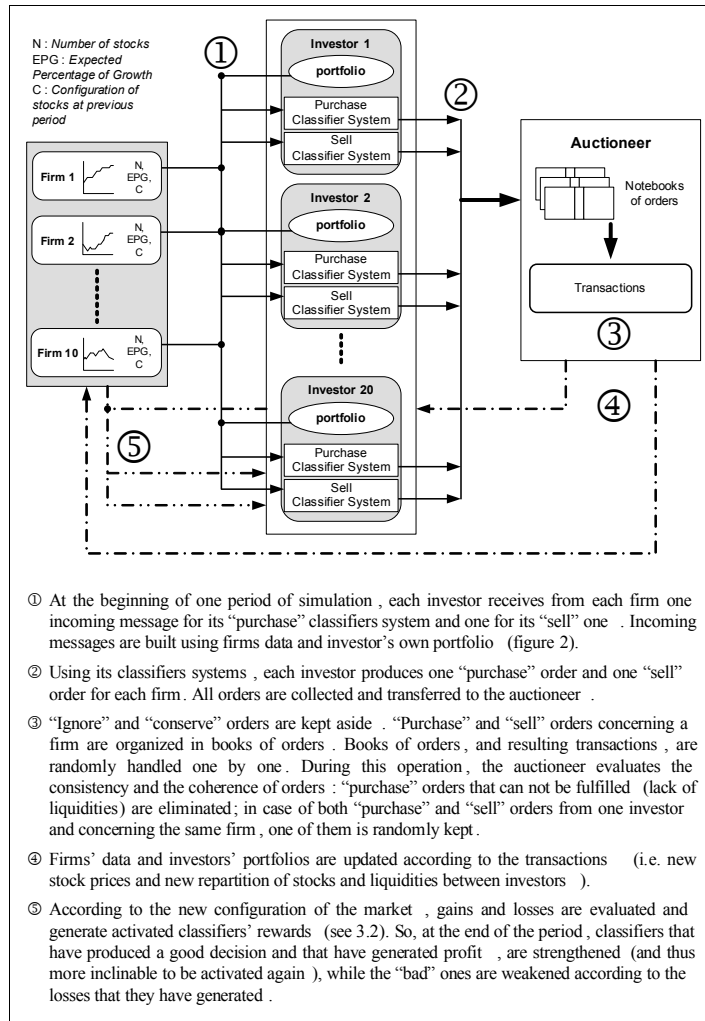 N : Number of stocks
EPG : Expected
Percentage of Growth
C : Configuration of
stocks at previous
period
①
Investor 1
portfolio
Purchase
Classifier System
Sell
Classifier System
②
Auctioneer
Notebooks
of orders
Transactions
③
Firm 1
N,
EPG,
C
Firm 2
N,
EPG,
C
Firm 10
N,
EPG,
C
Investor 2
portfolio
Purchase
Classifier System
Sell
Classifier System
Investor 20
portfolio
Purchase
Classifier System
Sell
Classifier System
④
⑤
① At the beginning of one period of simulation , each investor receives from each firm one
incoming message for its “purchase” classifiers system and one for its “sell” one . Incoming
messages are built using firms data and investor’s own portfolio (figure 2).
② Using its classifiers systems , each investor produces one “purchase” order and one “sell”
order for each firm. All orders are collected and transferred to the auctioneer .
③ “Ignore” and “conserve” orders are kept aside . “Purchase” and “sell” orders concerning a
firm are organized in books of orders . Books of orders , and resulting transactions , are
randomly handled one by one . During this operation , the auctioneer evaluates the
consistency and the coherence of orders : “purchase” orders that can not be fulfilled (lack of
liquidities) are eliminated; in case of both “purchase” and “sell” orders from one investor
and concerning the same firm , one of them is randomly kept .
④ Firms’ data and investors’ portfolios are updated according to the transactions (i.e. new
stock prices and new repartition of stocks and liquidities between investors ).
⑤ According to the new configuration of the market , gains and losses are evaluated and
generate activated classifiers’ rewards (see 3.2). So, at the end of the period , classifiers that
have produced a good decision and that have generated profit , are strengthened (and thus
more inclinable to be activated again ), while the “bad” ones are weakened according to the
losses that they have generated .